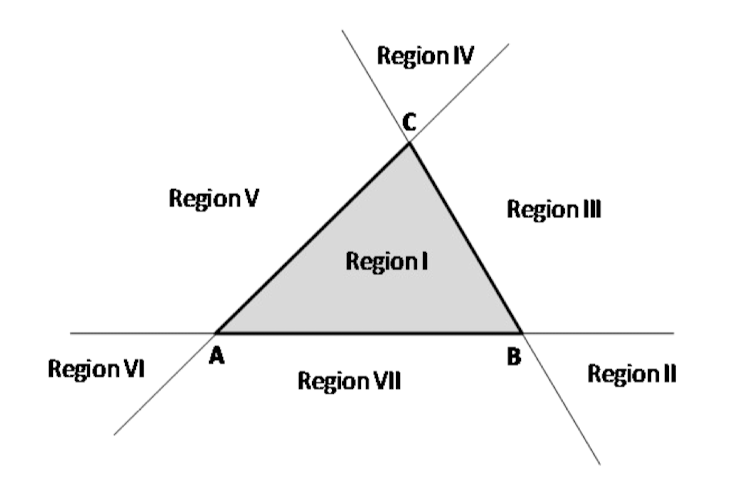 Region IV
C
Region V
Region III
Region I
A
B
Region VI
Region VII
Region II